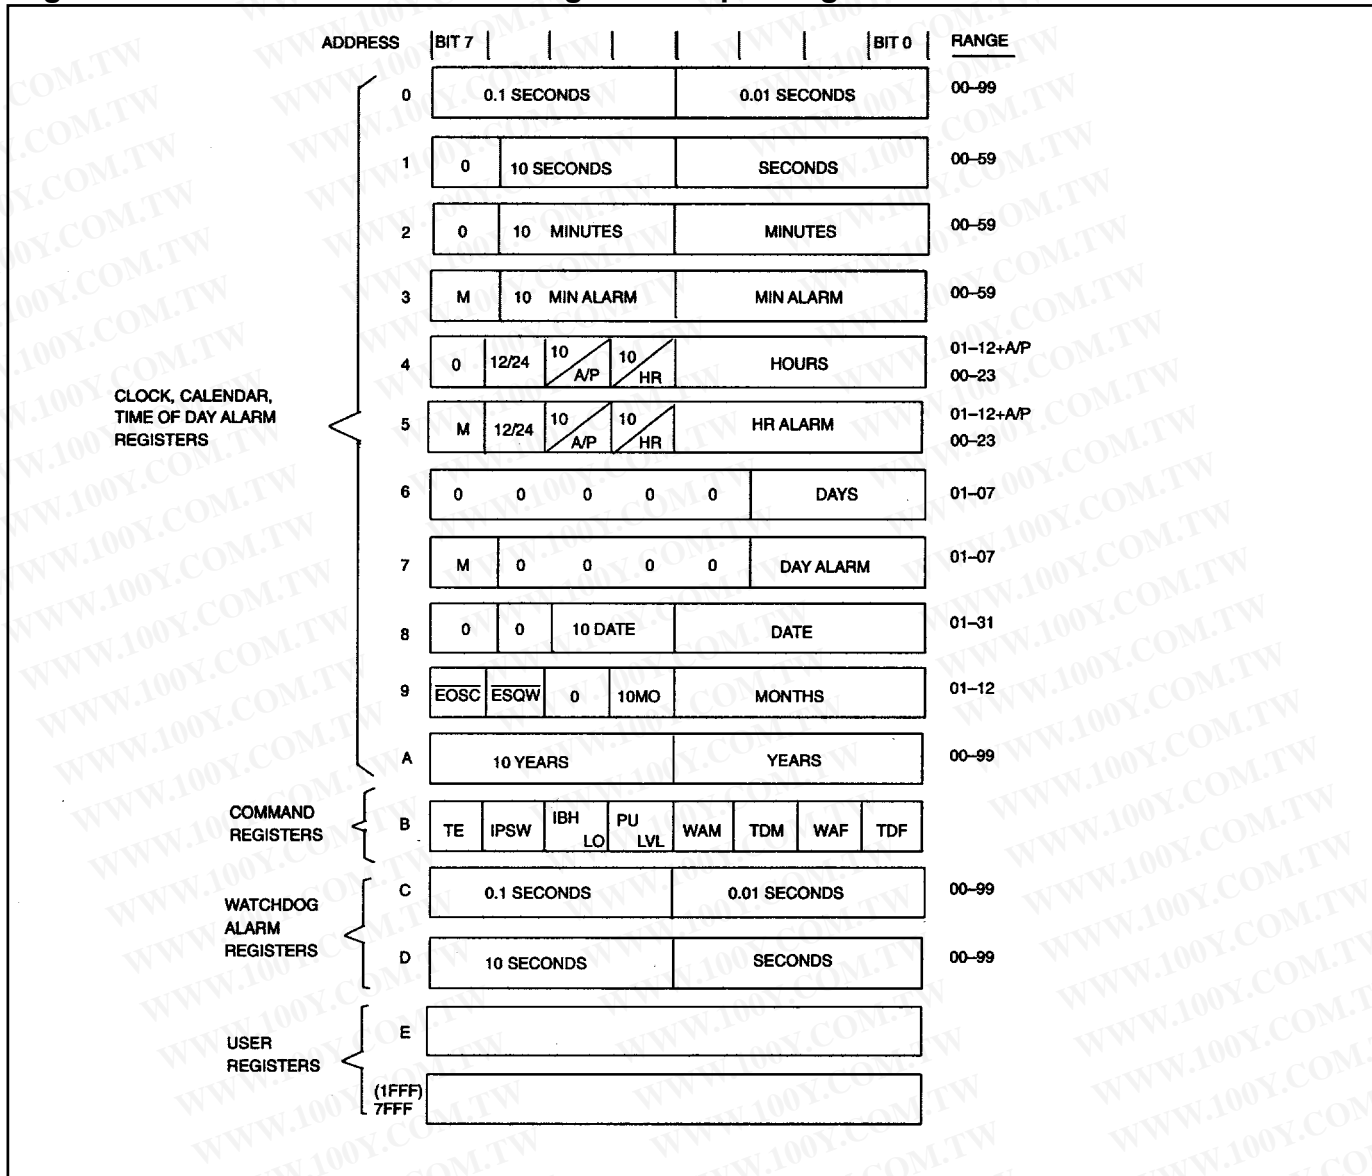 ADDRESS BIT 7 BIT 0 RANGE
0 0.1 SECONDS 0.01 SECONDS 00–99
1 0 10 SECONDS SECONDS 00–59
2 0 10 MINUTES MINUTES 00–59
3 M 10 MIN ALARM MIN ALARM 00–59
4 0 12/24 10 A/P 10 HR HOURS 01–12+A/P
00–23
CLOCK, CALENDAR,
TIME OF DAY ALARM
REGISTERS
5 M 12/24 10 A/P 10 HR HR ALARM 01–12+A/P
00–23
6 0 0 0 0 0 DAYS 01–07
7 M 0 0 0 0 DAY ALARM 01–07
8 0 0 10 DATE DATE 01–31
9 EOSC ESQW 0 10MO MONTHS 01–12
A 10 YEARS YEARS 00–99
COMMAND
REGISTERS
B TE IPSW IBH LO PU LVL WAM TDM WAF TDF
WATCHDOG
ALARM
REGISTERS
C 0.1 SECONDS 0.01 SECONDS 00–99
D 10 SECONDS SECONDS 00–99
USER
REGISTERS
E
(1FFF)
7FFF
WWW.100Y.COM.TW